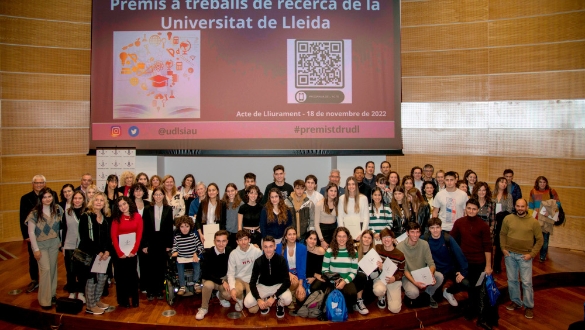 Premis a treballs de recerca de la
Universitat de Lleida
Acte de Lliurament - 18 de novembre de 2022
@udlsiau
#premistdrudl